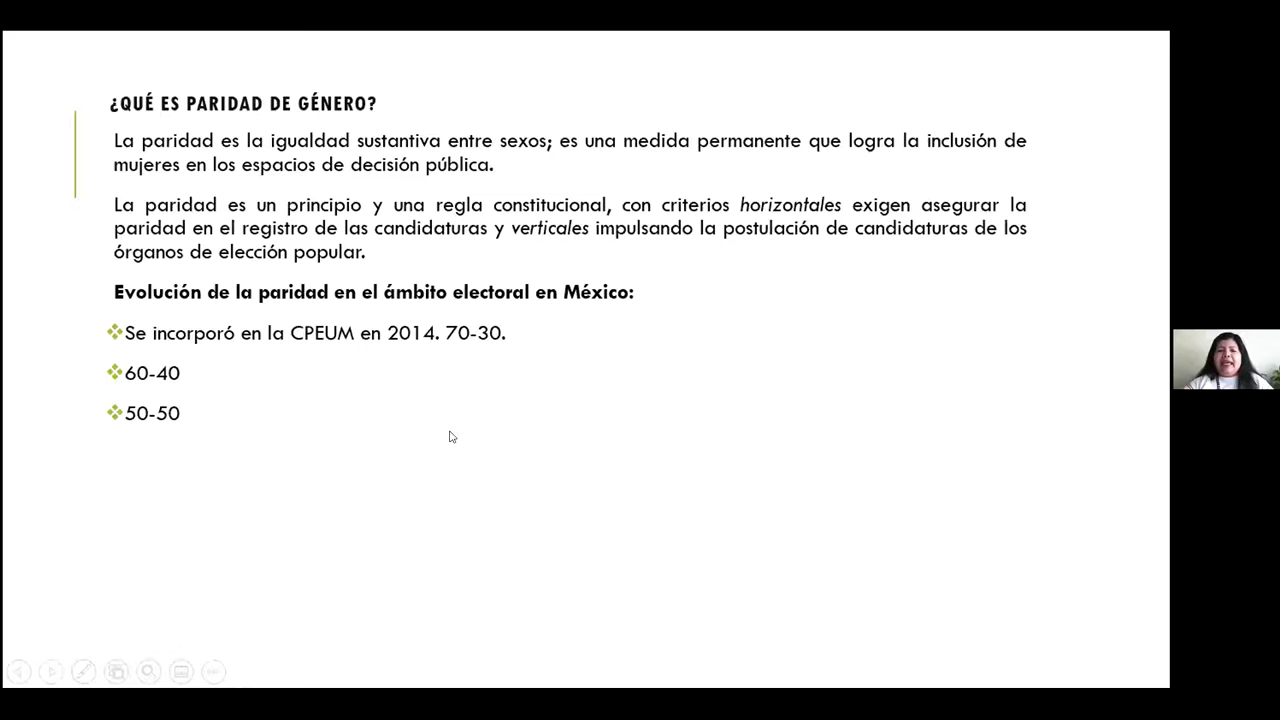 ¿QUÉ ES PARIDAD DE GÉNERO?
La paridad es la igualdad sustantiva entre sexos; es una medida permanente que logra la inclusión de
mujeres en los espacios de decisión pública.
La paridad es un principio y una regla constitucional, con criterios horizontales exigen asegurar la
paridad en el registro de las candidaturas y verticales impulsando la postulación de candidaturas de los
órganos de elección popular.
Evolución de la paridad en el ámbito electoral en México:
Se incorporó en la CPEUM en 2014. 70-30.
60-40
50-50